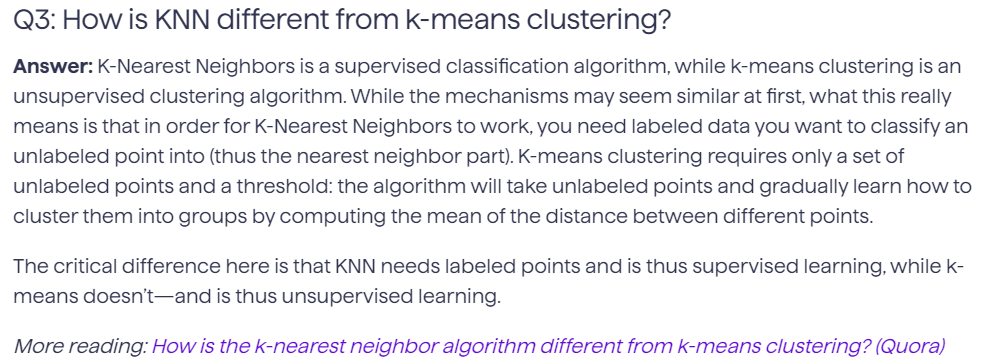 Q3: How is KNN different from k-means clustering?
Answer: K-Nearest Neighbors is a supervised classification algorithm, while k-means clustering is an
unsupervised clustering algorithm. While the mechanisms may seem similar at first, what this really
means is that in order for K-Nearest Neighbors to work, you need labeled data you want to classify an
unlabeled point into (thus the nearest neighbor part). K-means clustering requires only a set of
unlabeled points and a threshold: the algorithm will take unlabeled points and gradually learn how to
cluster them into groups by computing the mean of the distance between different points.
The critical difference here is that KNN needs labeled points and is thus supervised learning, while k-
means doesn't—and is thus unsupervised learning.
More reading: How is the k-nearest neighbor algorithm different from k-means clustering? (Quora)